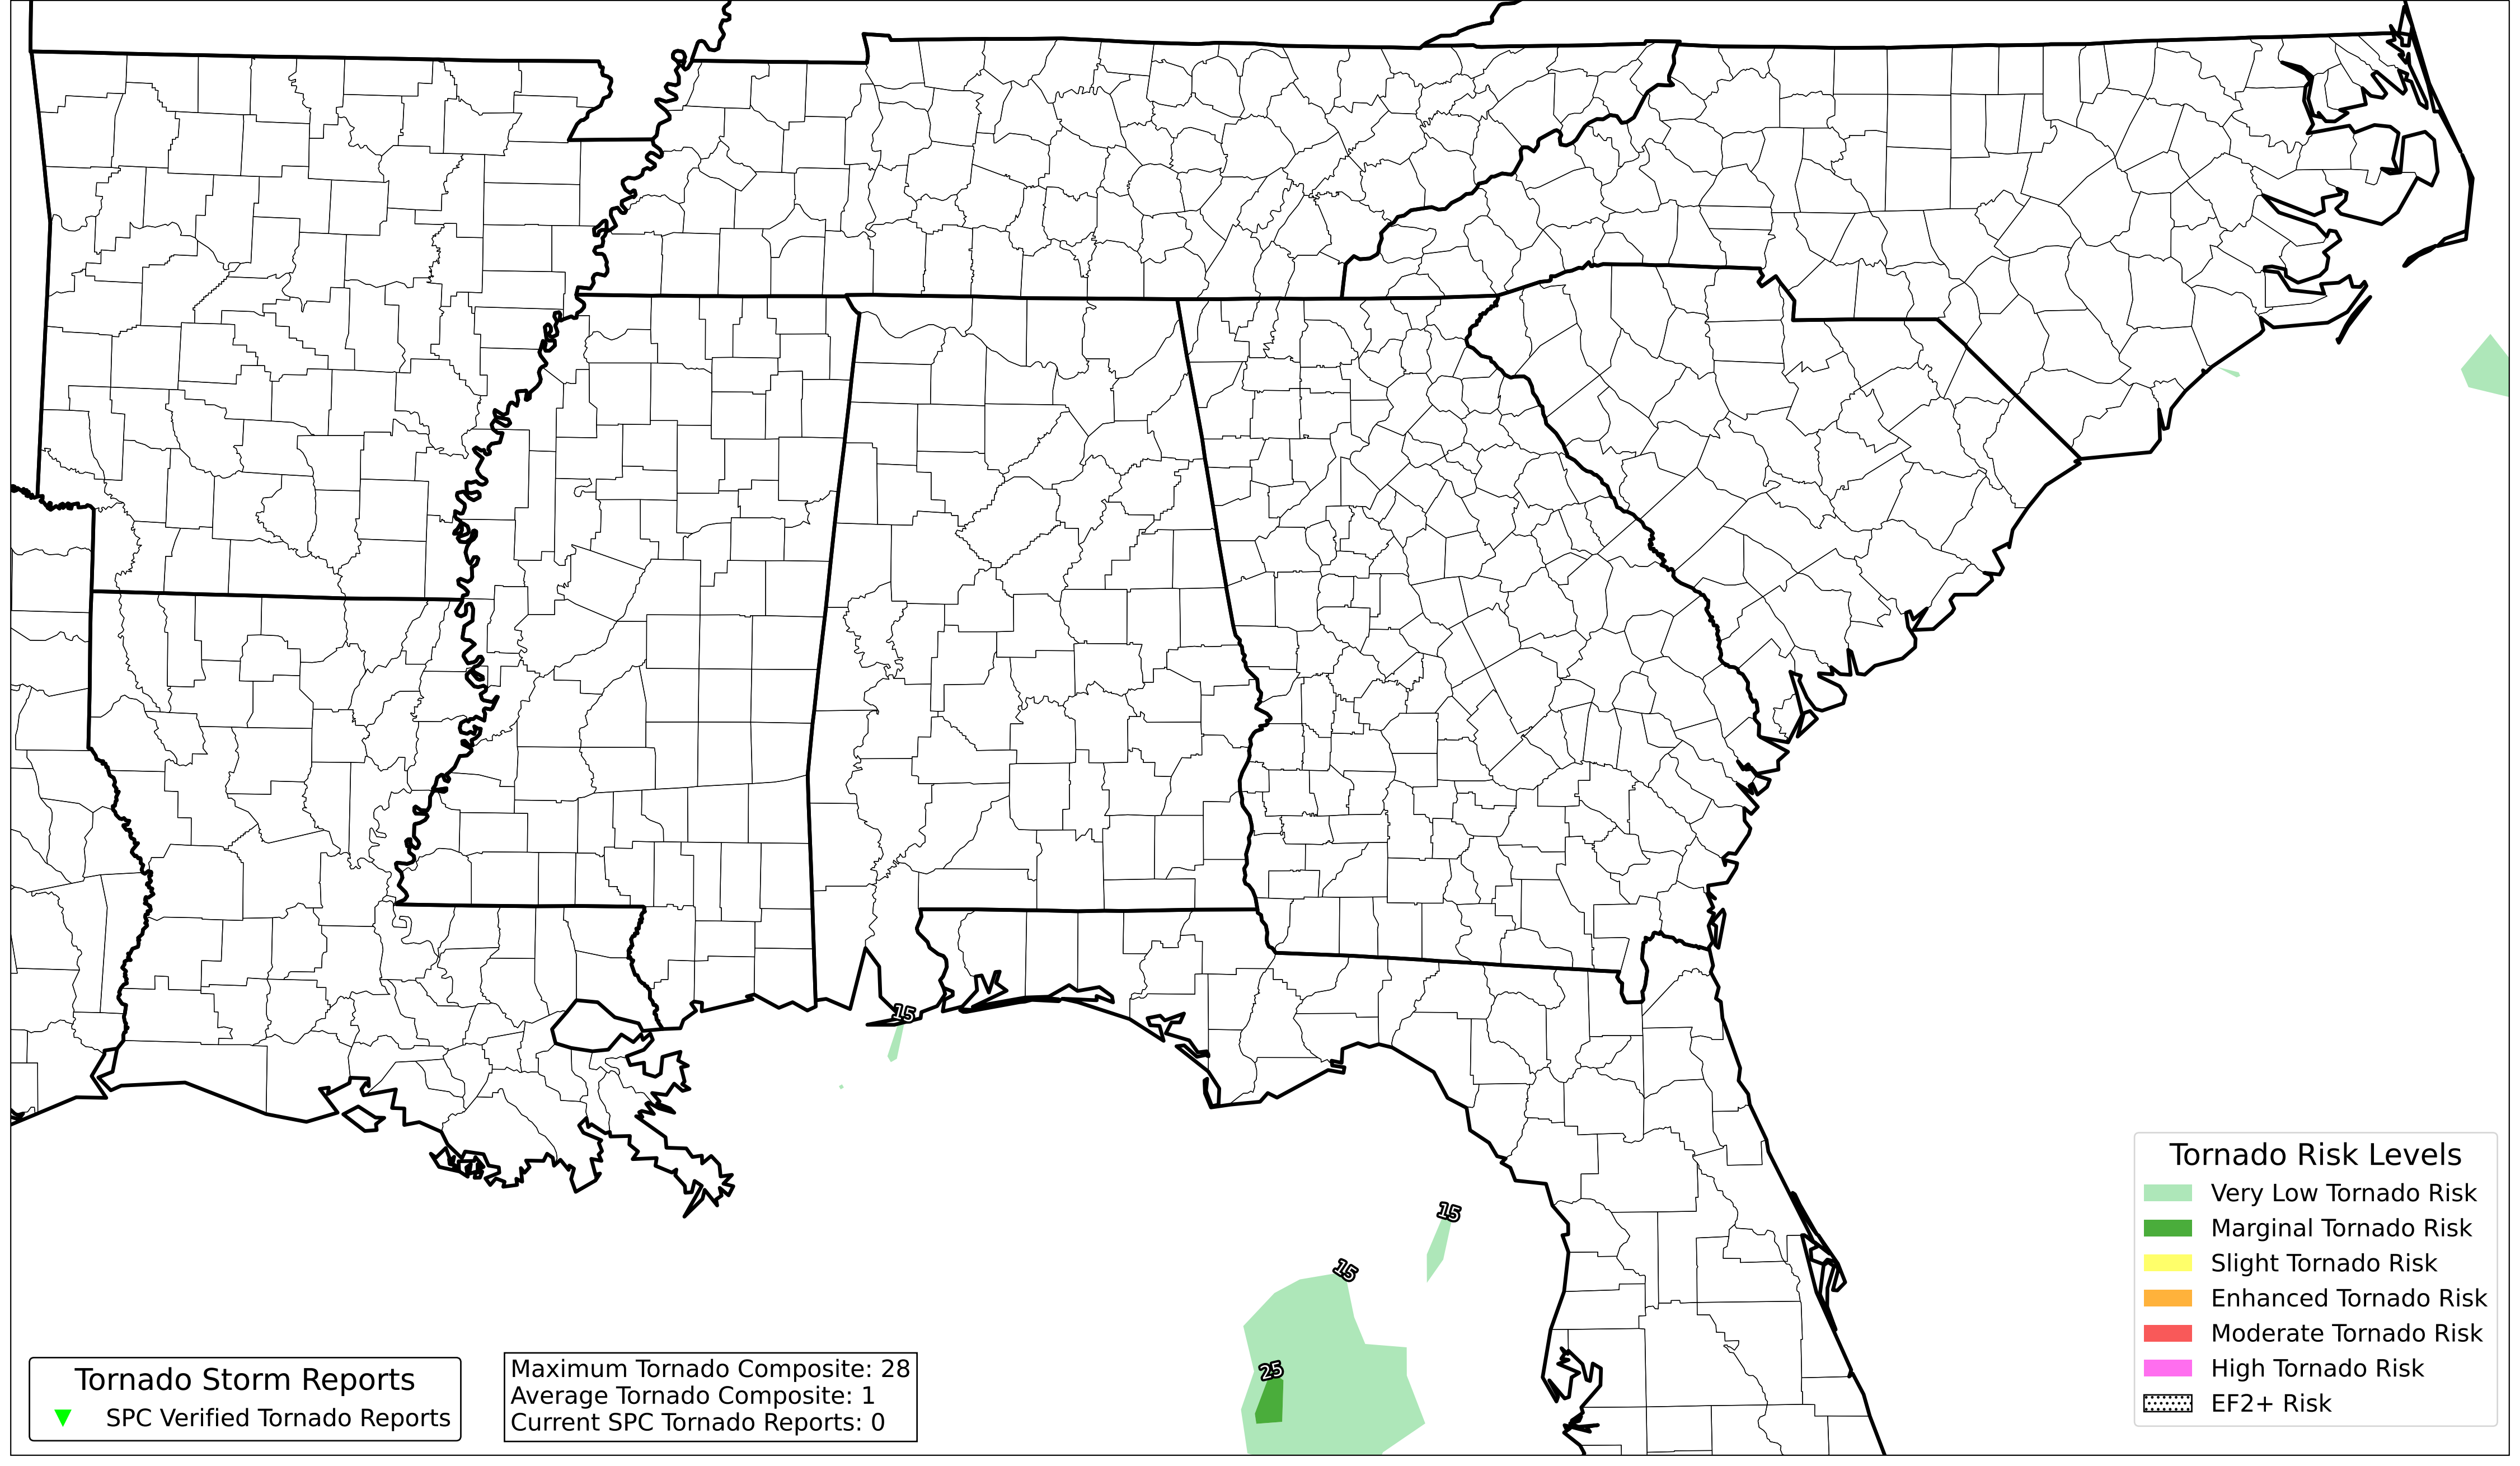 15
15
15
25
Tornado Risk Levels
Very Low Tornado Risk
Marginal Tornado Risk
Slight Tornado Risk
Enhanced Tornado Risk
Moderate Tornado Risk
High Tornado Risk
EF2+ Risk
Tornado Storm Reports
SPC Verified Tornado Reports
Maximum Tornado Composite: 28
Average Tornado Composite: 1
Current SPC Tornado Reports: 0